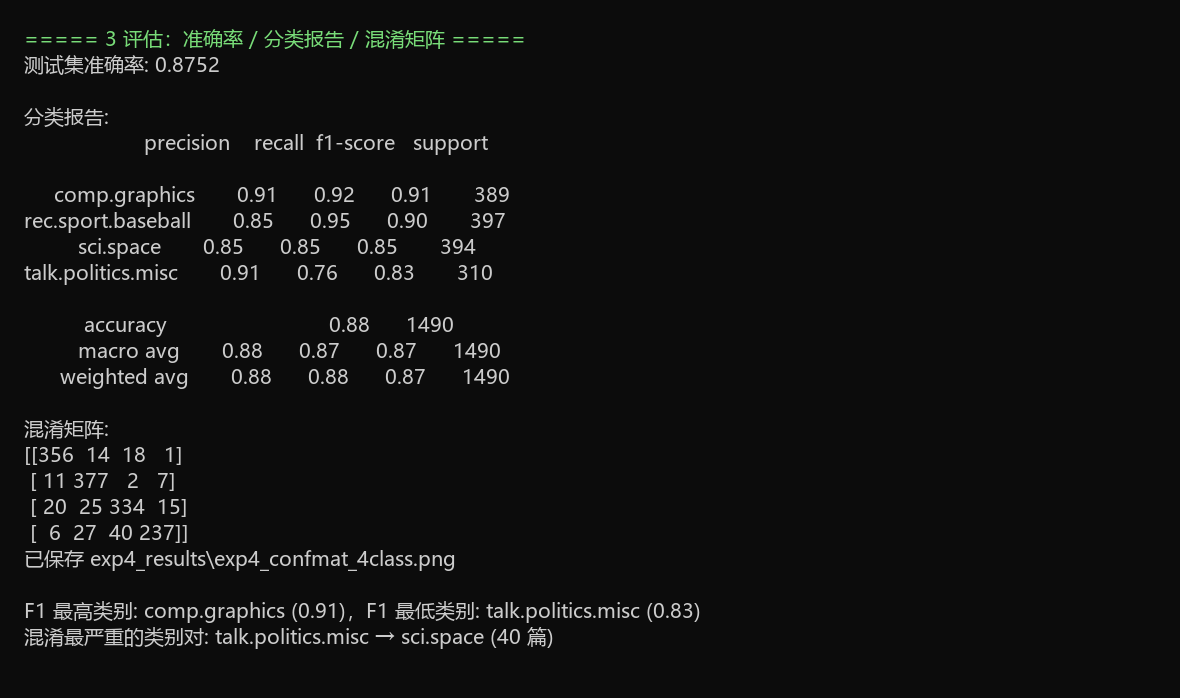 ===== 3 评估：准确率 / 分类报告 / 混淆矩阵 =====
测试集准确率: 0.8752
分类报告:
precision    recall  f1-score   support
comp.graphics       0.91      0.92      0.91       389
rec.sport.baseball       0.85      0.95      0.90       397
sci.space       0.85      0.85      0.85       394
talk.politics.misc       0.91      0.76      0.83       310
accuracy                           0.88      1490
macro avg       0.88      0.87      0.87      1490
weighted avg       0.88      0.88      0.87      1490
混淆矩阵:
[[356  14  18   1]
[ 11 377   2   7]
[ 20  25 334  15]
[  6  27  40 237]]
已保存 exp4_results\exp4_confmat_4class.png
F1 最高类别: comp.graphics (0.91)，F1 最低类别: talk.politics.misc (0.83)
混淆最严重的类别对: talk.politics.misc → sci.space (40 篇)